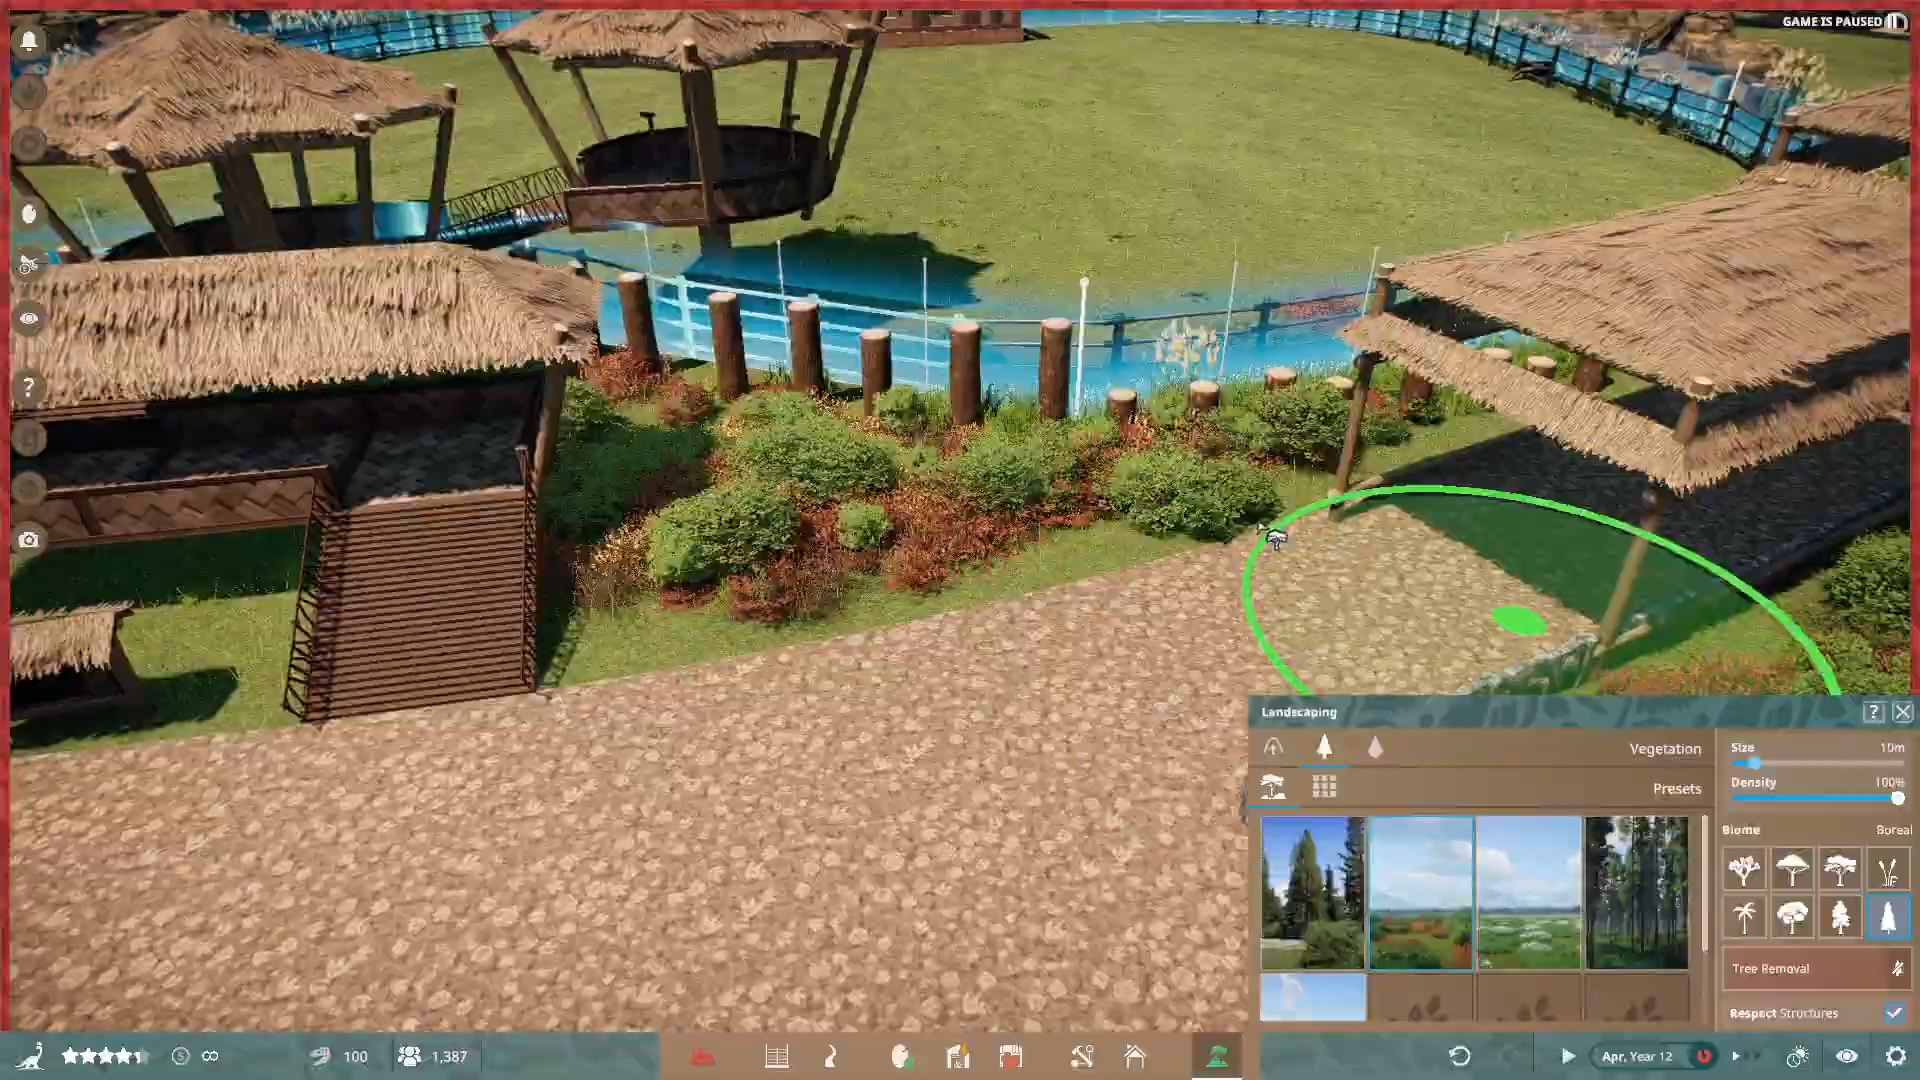 GAME IS PAUSED
?
Landscaping
?
Vegetation
Presets
Size 10m
Density 100%
Biome Boreal
Tree Removal
Respect Structures
100
1,387
Apr, Year 12